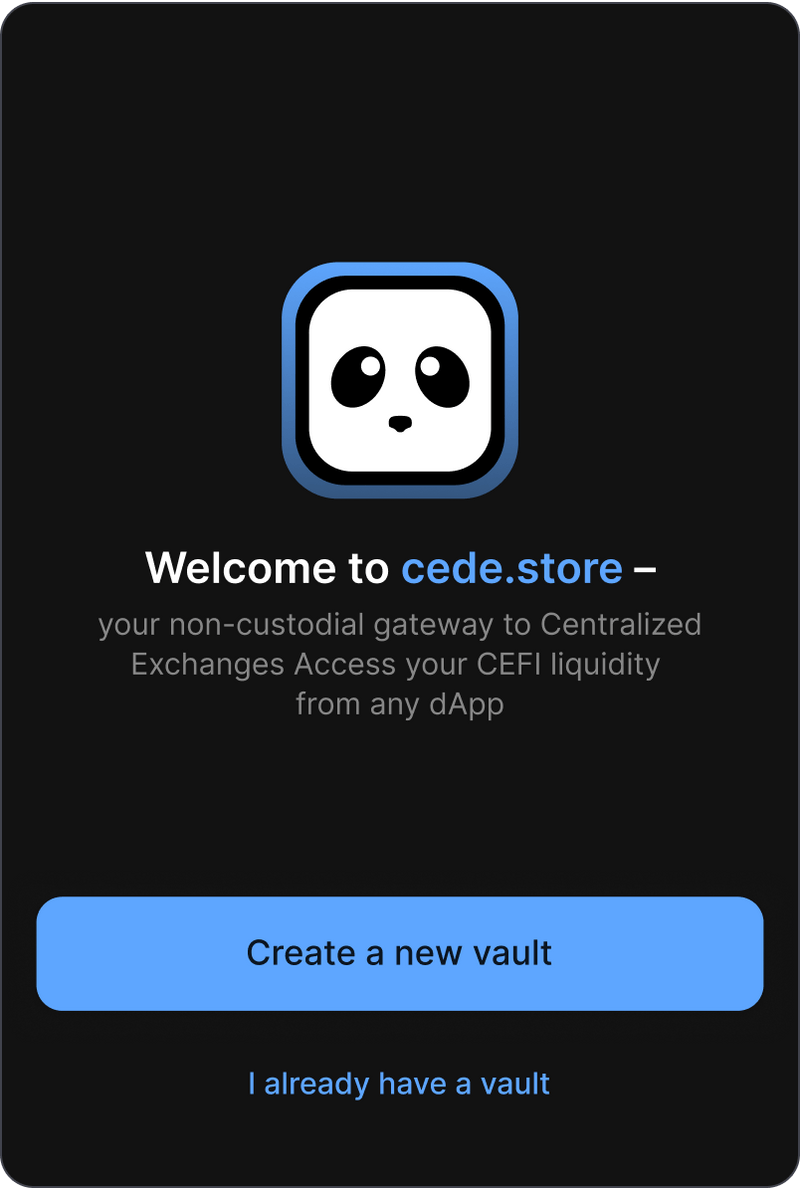 Welcome to cede.store –
your non-custodial gateway to Centralized
Exchanges Access your CEFI liquidity
from any dApp
Create a new vault
I already have a vault